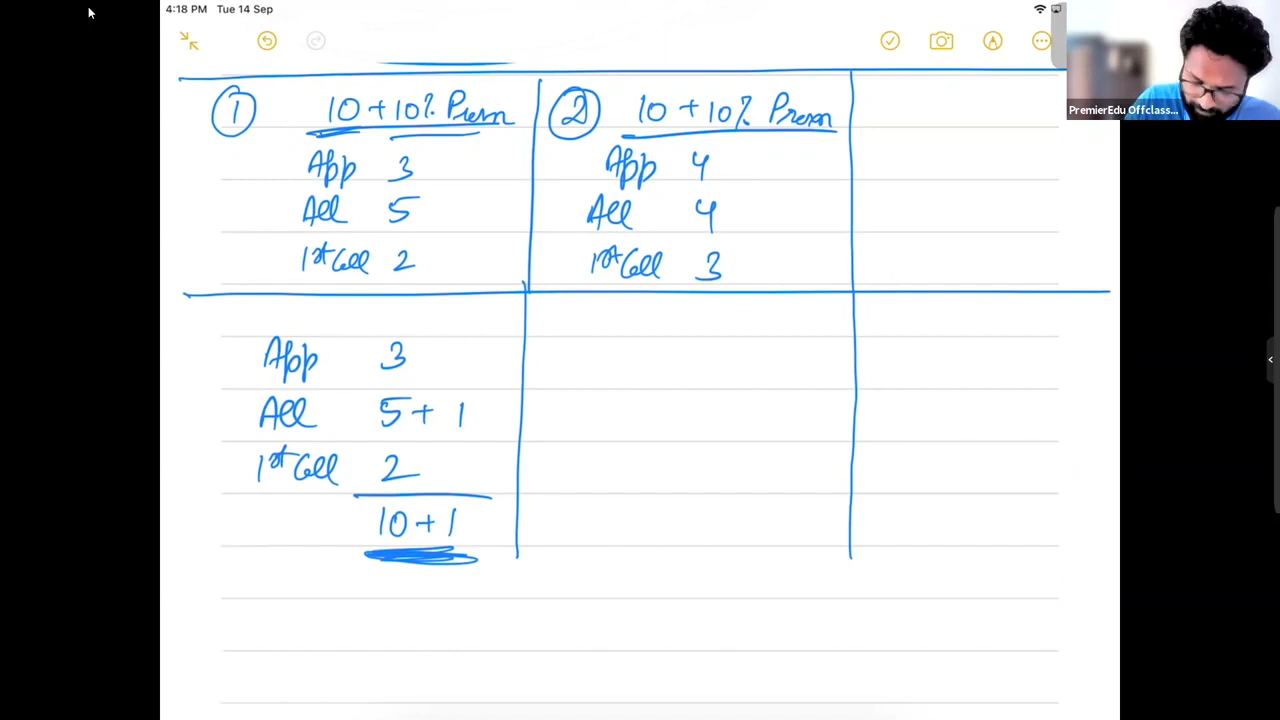 4:18 PM Tue 14 Sep
PremierEdu Offclass...
① 10 + 10% Prem
App 3
All 5
1st Call 2
② 10 + 10% Prem
App 4
All 4
1st Call 3
App 3
All 5 + 1
1st Call 2
10 + 1